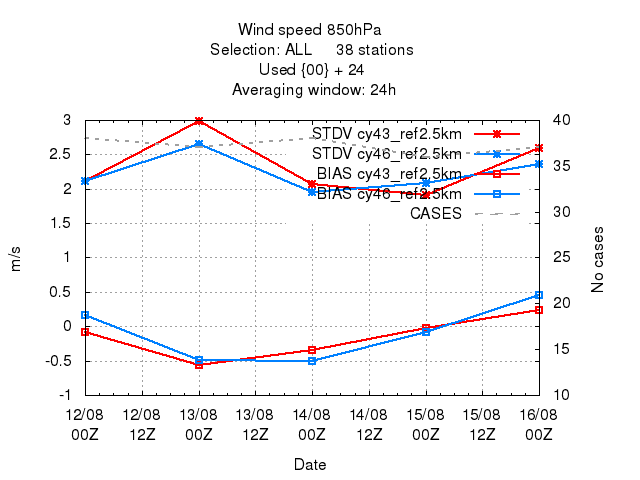 Wind speed 850hPa
Selection: ALL 38 stations
Used {00} + 24
Averaging window: 24h
STDV cy43_ref2.5km
STDV cy46_ref2.5km
BIAS cy43_ref2.5km
BIAS cy46_ref2.5km
CASES
m/s
3
2.5
2
1.5
1
0.5
0
-0.5
-1
No cases
40
35
30
25
20
15
10
12/08 12/08 13/08 13/08 14/08 14/08 15/08 15/08 16/08
00Z 12Z 00Z 12Z 00Z 12Z 00Z 12Z 00Z
Date